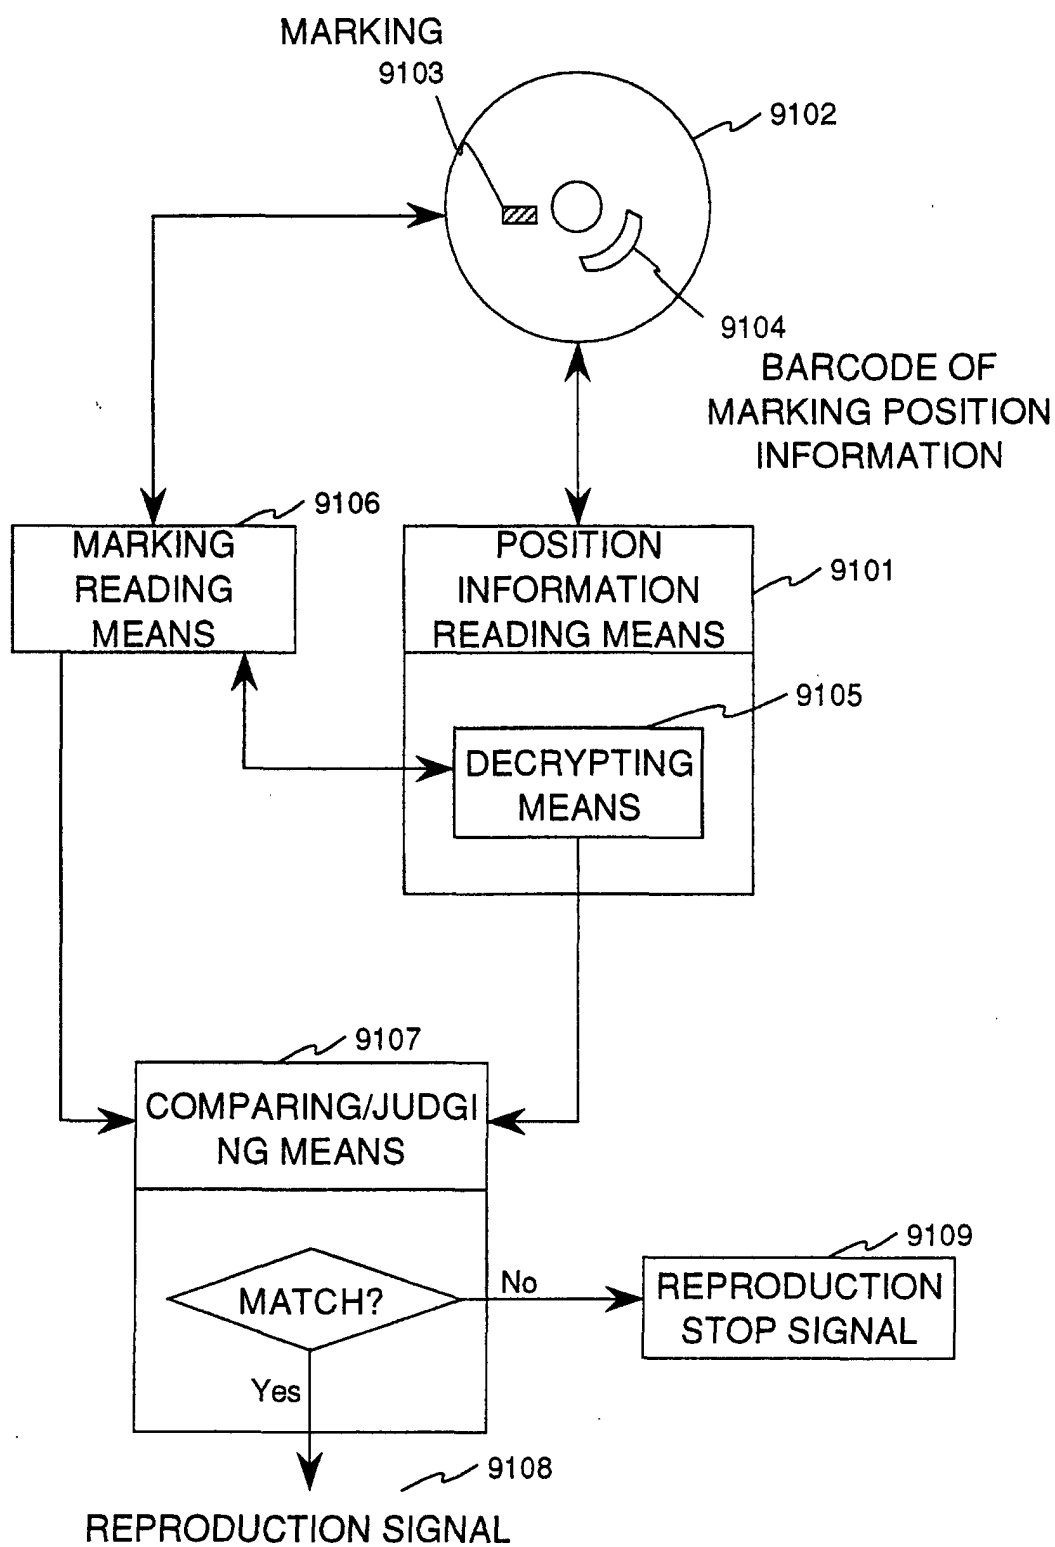 MARKING
9103
9102
9104
BARCODE OF
MARKING POSITION
INFORMATION
9106
MARKING
READING
MEANS
POSITION
INFORMATION
READING MEANS
9101
9105
DECRYPTING
MEANS
9107
COMPARING/JUDGI
NG MEANS
MATCH?
No
Yes
9109
REPRODUCTION
STOP SIGNAL
9108
REPRODUCTION SIGNAL